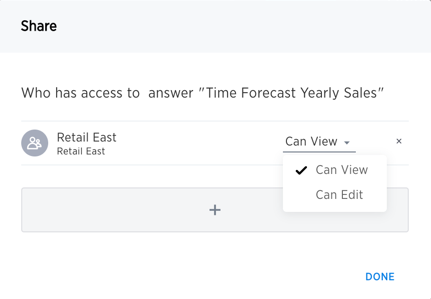 Share
Who has access to answer "Time Forecast Yearly Sales"
Retail East
Retail East
Can View
×
Can View
Can Edit
+
DONE